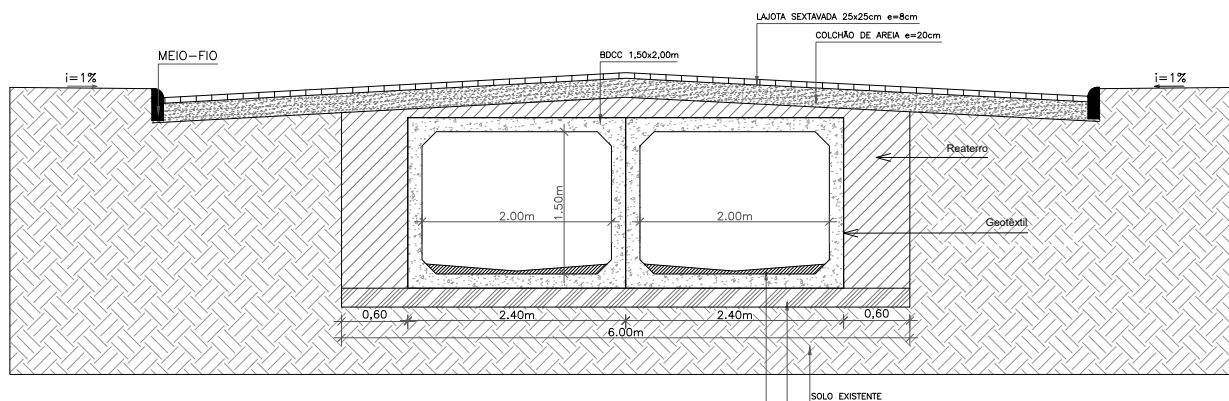 LAJOTA SEXTAVADA 25x25cm e=8cm
COLCHÃO DE AREIA e=20cm
BDCC 1,50x2,00m
MEIO-FIO
i=1%
i=1%
Reaterro
1.50m
2.00m
2.00m
Geotêxtil
0,60
2.40m
2.40m
0,60
6.00m
SOLO EXISTENTE